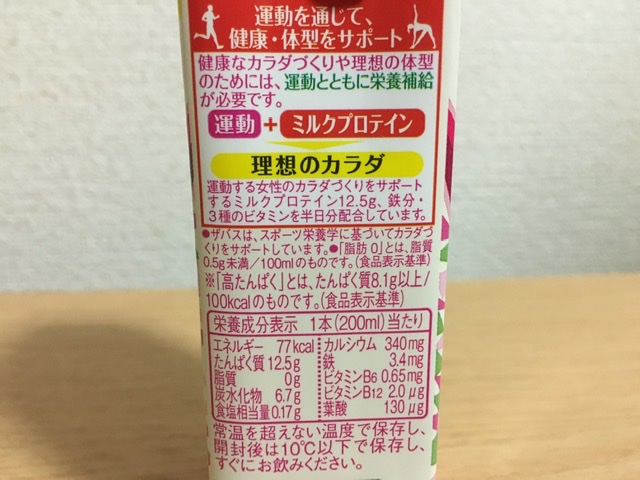 運動を通じて、
健康・体型をサポート
健康なカラダづくりや理想の体型
のためには、運動とともに栄養補給
が必要です。
運動 + ミルクプロテイン
理想のカラダ
運動する女性のカラダづくりをサポート
するミルクプロテイン12.5g、鉄分・
3種のビタミンを半日分配合しています。
●ザバスは、スポーツ栄養学に基づいてカラダづ
くりをサポートしています。●「脂肪0」とは、脂質
0.5g未満/100mlのものです。(食品表示基準)
※「高たんぱく」とは、たんぱく質8.1g以上/
100kcalのものです。(食品表示基準)
栄養成分表示 1本(200ml)当たり
エネルギー 77kcal
たんぱく質 12.5g
脂質 0g
炭水化物 6.7g
食塩相当量 0.17g
カルシウム 340mg
鉄 3.4mg
ビタミンB6 0.65mg
ビタミンB12 2.0μg
葉酸 130μg
常温を超えない温度で保存し、
開封後は10℃以下で保存し、
すぐにお飲みください。